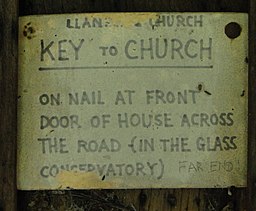 CHURCH
KEY TO CHURCH
ON NAIL AT FRONT
DOOR OF HOUSE ACROSS
THE ROAD (IN THE GLASS
CONSERVATORY) FAR END!